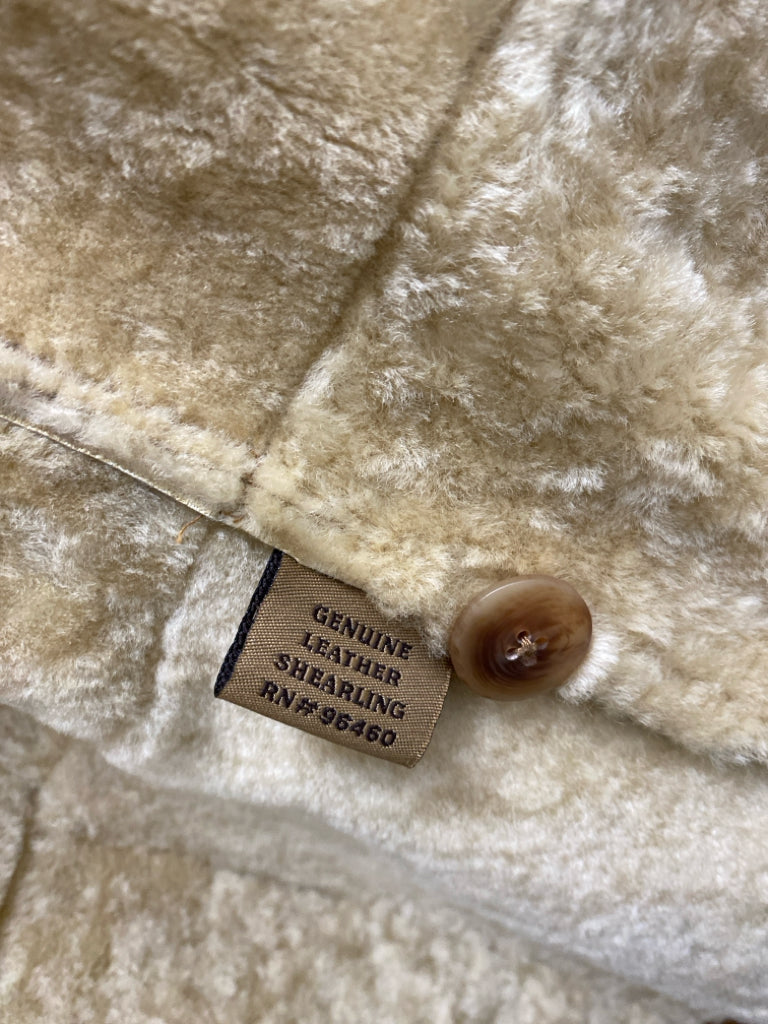 GENUINE
LEATHER
SHEARLING
RN# 96460